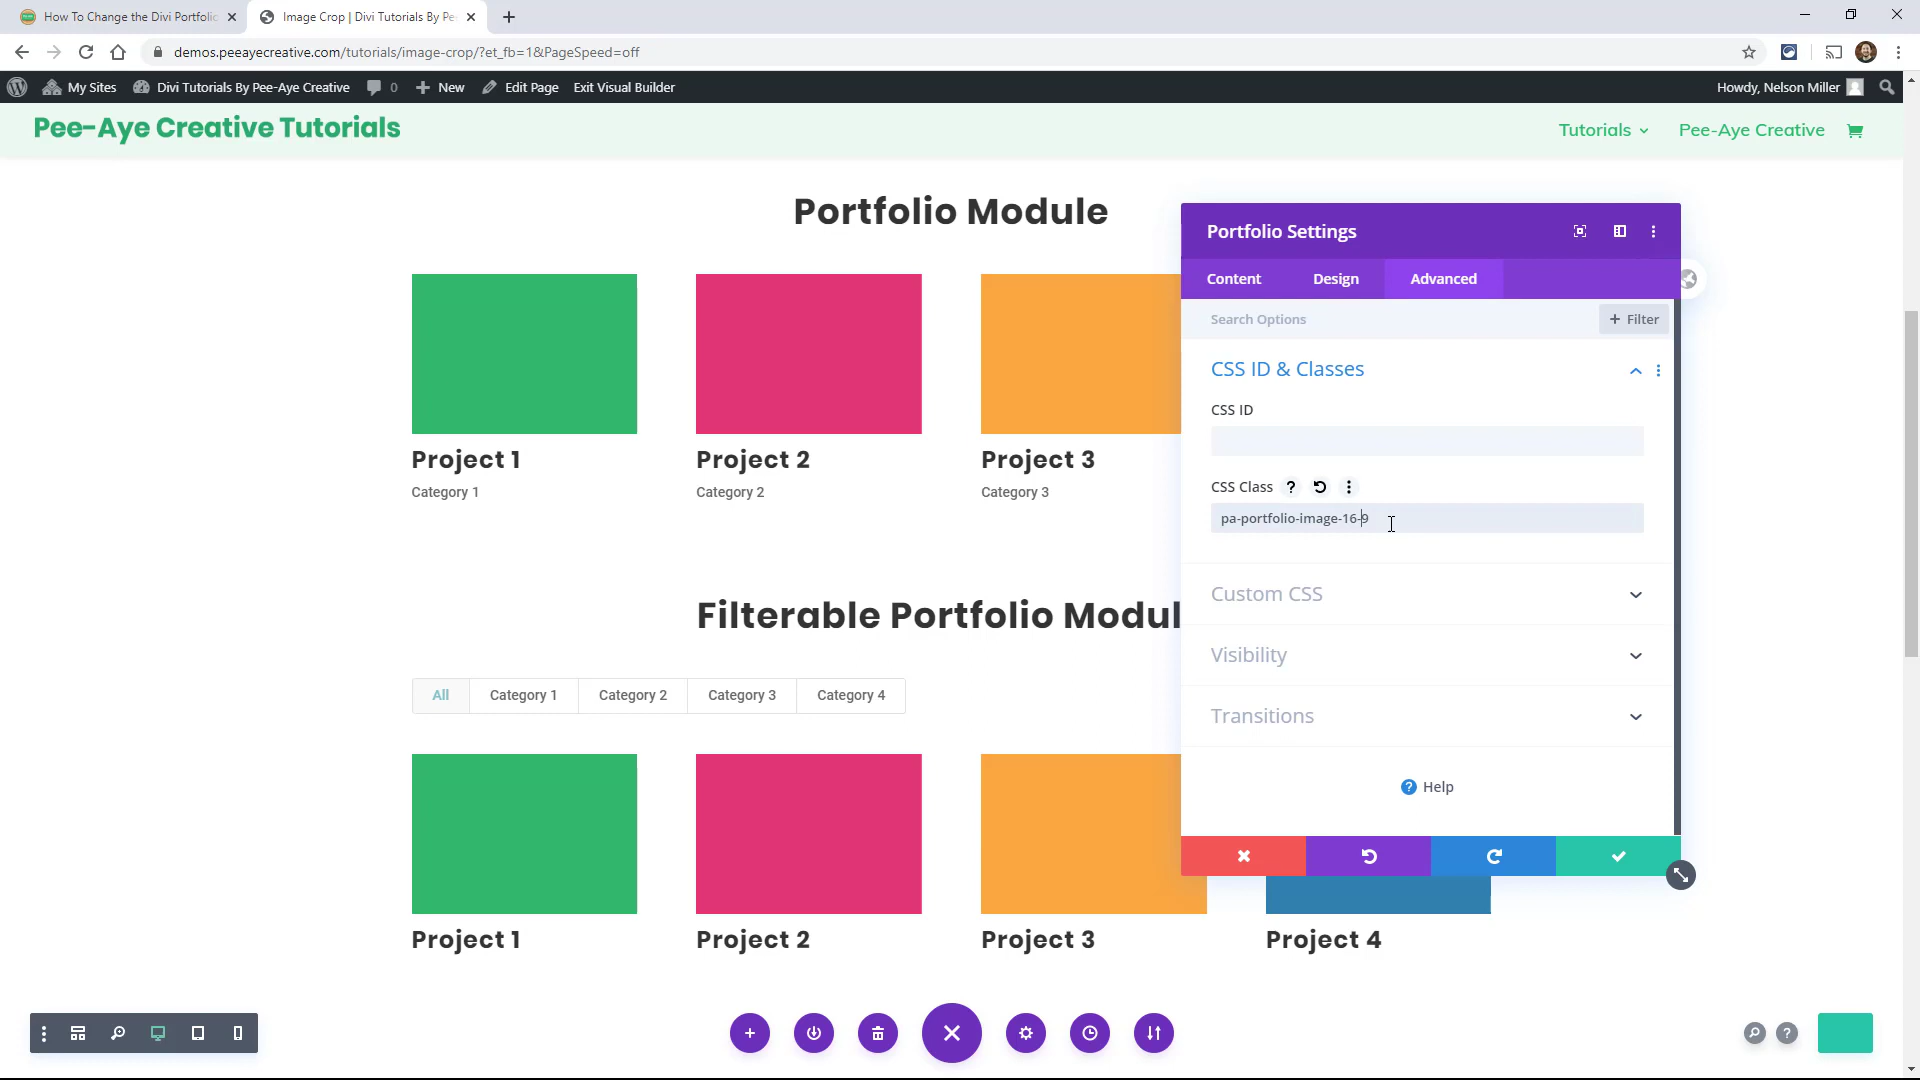 How To Change the Divi Portfolio
Image Crop | Divi Tutorials By Pe
demos.peeayecreative.com/tutorials/image-crop/?et_fb=1&PageSpeed=off
My Sites
Divi Tutorials By Pee-Aye Creative
0
New
Edit Page
Exit Visual Builder
Howdy, Nelson Miller
Pee-Aye Creative Tutorials
Tutorials
Pee-Aye Creative
Portfolio Module
Project 1
Category 1
Project 2
Category 2
Project 3
Category 3
Filterable Portfolio Modul
All
Category 1
Category 2
Category 3
Category 4
Project 1
Project 2
Project 3
Project 4
Portfolio Settings
Content
Design
Advanced
Search Options
+ Filter
CSS ID & Classes
CSS ID
CSS Class
pa-portfolio-image-16-9
Custom CSS
Visibility
Transitions
Help